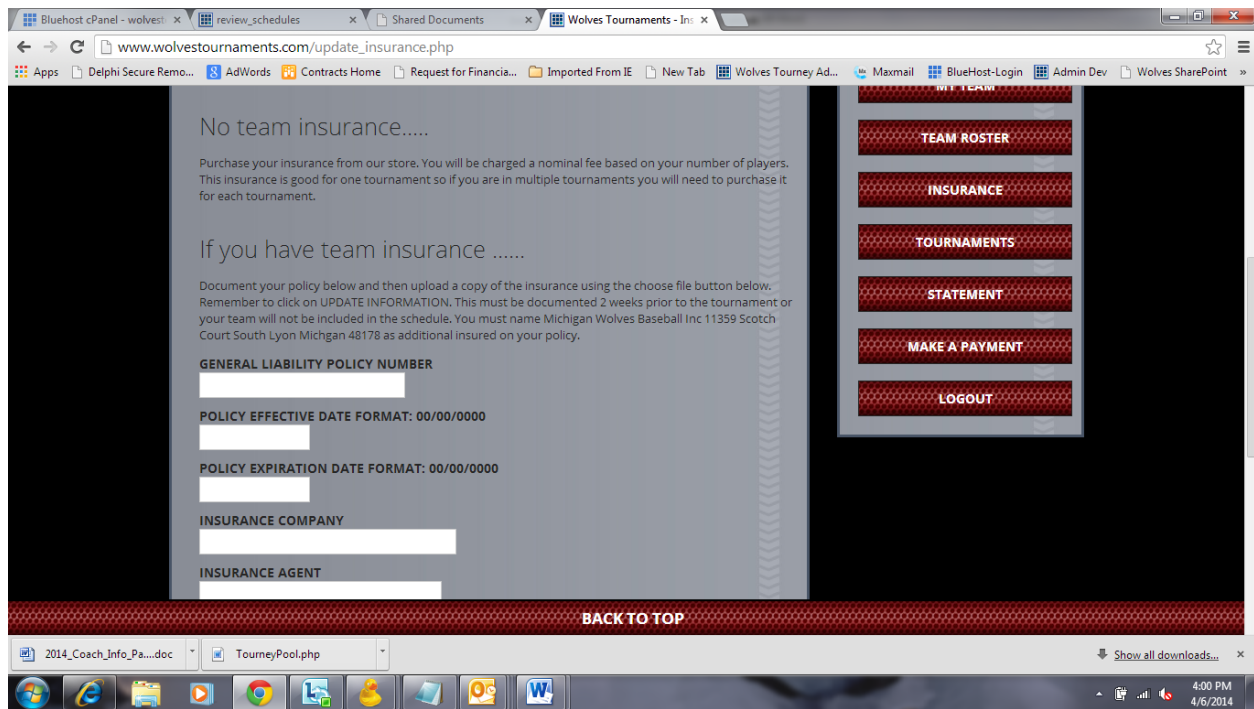 Bluehost cPanel - wolvest
review_schedules
Shared Documents
Wolves Tournaments - Ins
www.wolvestournaments.com/update_insurance.php
Apps Delphi Secure Remo... AdWords Contracts Home Request for Financia... Imported From IE New Tab Wolves Tourney Ad... Maxmail BlueHost-Login Admin Dev Wolves SharePoint »
No team insurance.....
Purchase your insurance from our store. You will be charged a nominal fee based on your number of players.
This insurance is good for one tournament so if you are in multiple tournaments you will need to purchase it
for each tournament.
If you have team insurance ......
Document your policy below and then upload a copy of the insurance using the choose file button below.
Remember to click on UPDATE INFORMATION. This must be documented 2 weeks prior to the tournament or
your team will not be included in the schedule. You must name Michigan Wolves Baseball Inc 11359 Scotch
Court South Lyon Michgan 48178 as additional insured on your policy.
GENERAL LIABILITY POLICY NUMBER
POLICY EFFECTIVE DATE FORMAT: 00/00/0000
POLICY EXPIRATION DATE FORMAT: 00/00/0000
INSURANCE COMPANY
INSURANCE AGENT
MY TEAM
TEAM ROSTER
INSURANCE
TOURNAMENTS
STATEMENT
MAKE A PAYMENT
LOGOUT
BACK TO TOP
2014_Coach_Info_Pa....doc
TourneyPool.php
Show all downloads...
4:00 PM
4/6/2014